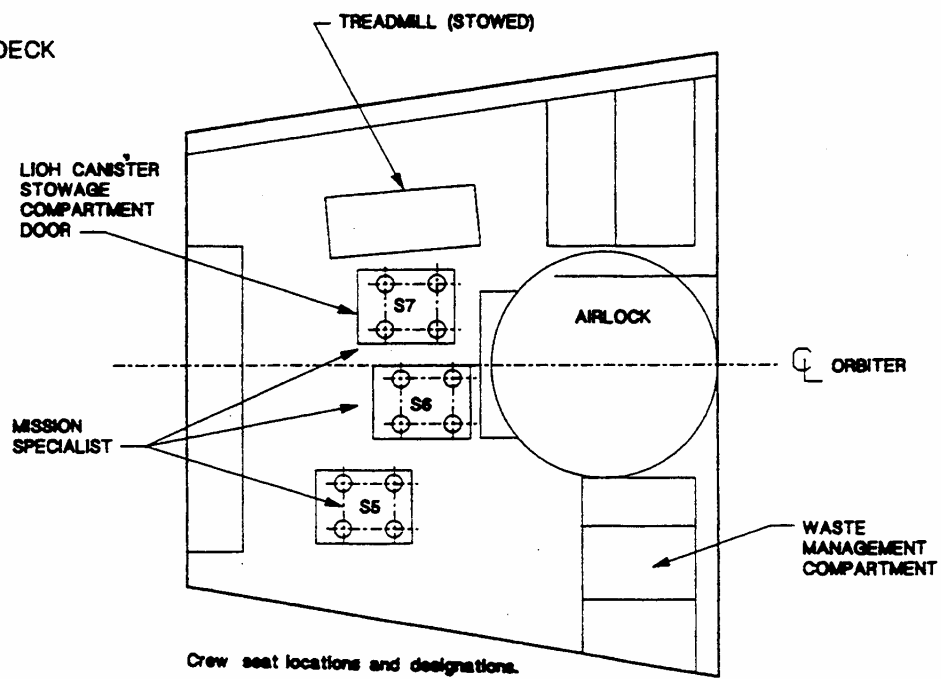 TREADMILL (STOWED)
DECK
LIOH CANISTER
STOWAGE
COMPARTMENT
DOOR
S7
AIRLOCK
℄ ORBITER
S6
MISSION
SPECIALIST
S5
WASTE
MANAGEMENT
COMPARTMENT
Crew seat locations and designations.